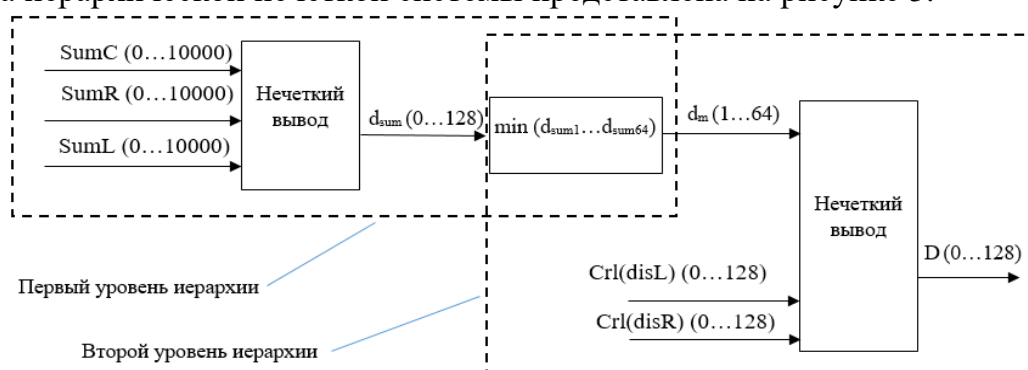 а иерархической нечеткой системы представлена на рисунке 3.
SumC (0…10000)
SumR (0…10000)
SumL (0…10000)
Нечеткий
вывод
dsum (0…128)
min (dsum1…dsum64)
dm (1…64)
Нечеткий
вывод
D (0…128)
Crl(disL) (0…128)
Crl(disR) (0…128)
Первый уровень иерархии
Второй уровень иерархии